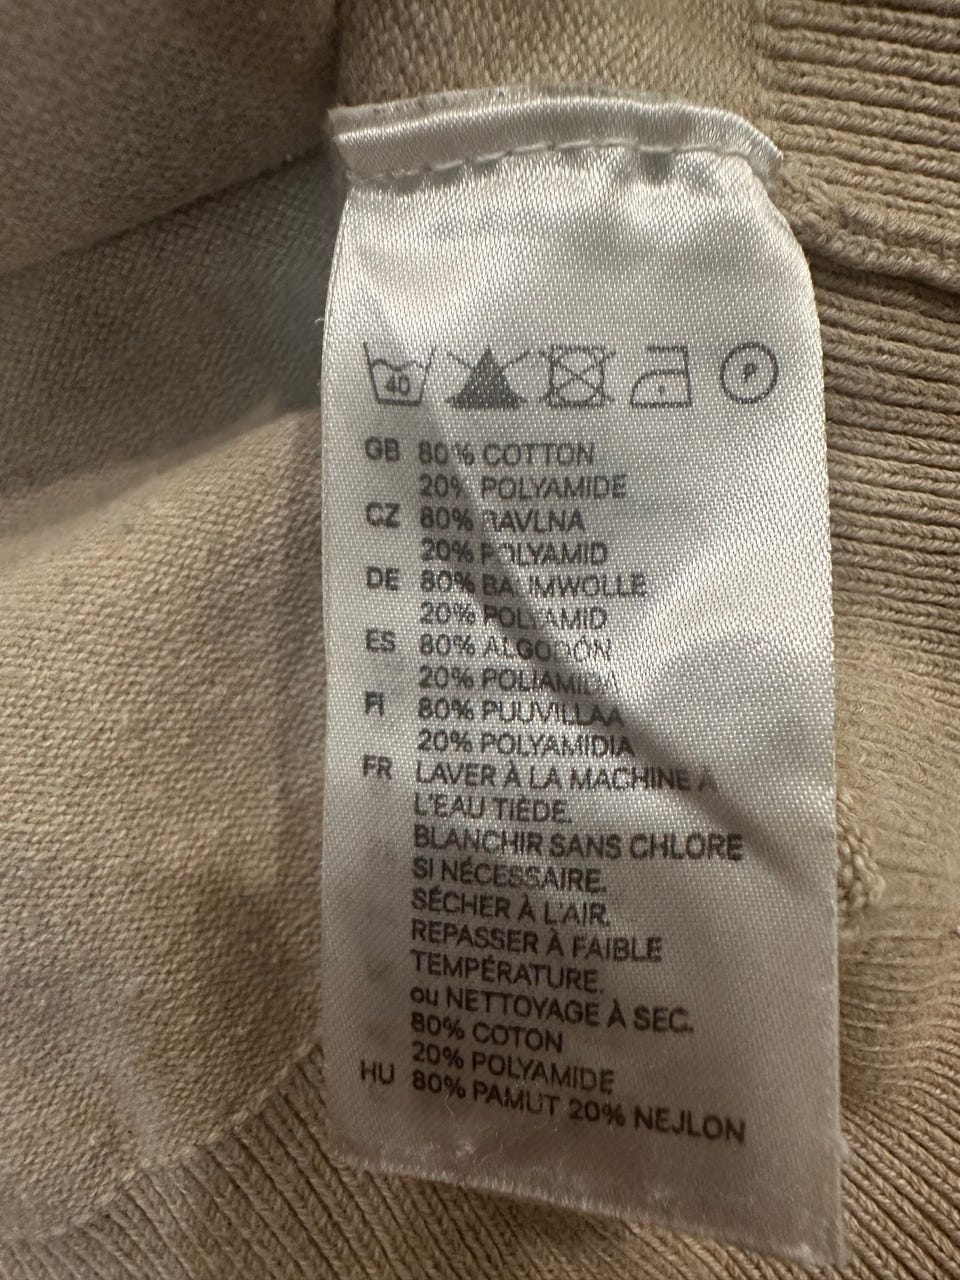 40
P
GB 80% COTTON
20% POLYAMIDE
CZ 80% BAVLNA
20% POLYAMID
DE 80% BAUMWOLLE
20% POLYAMID
ES 80% ALGODÓN
20% POLIAMIDA
FI 80% PUUVILLAA
20% POLYAMIDIA
FR LAVER À LA MACHINE À
L'EAU TIÈDE.
BLANCHIR SANS CHLORE
SI NÉCESSAIRE.
SÉCHER À L'AIR.
REPASSER À FAIBLE
TEMPÉRATURE.
ou NETTOYAGE À SEC.
80% COTON
20% POLYAMIDE
HU 80% PAMUT 20% NEJLON